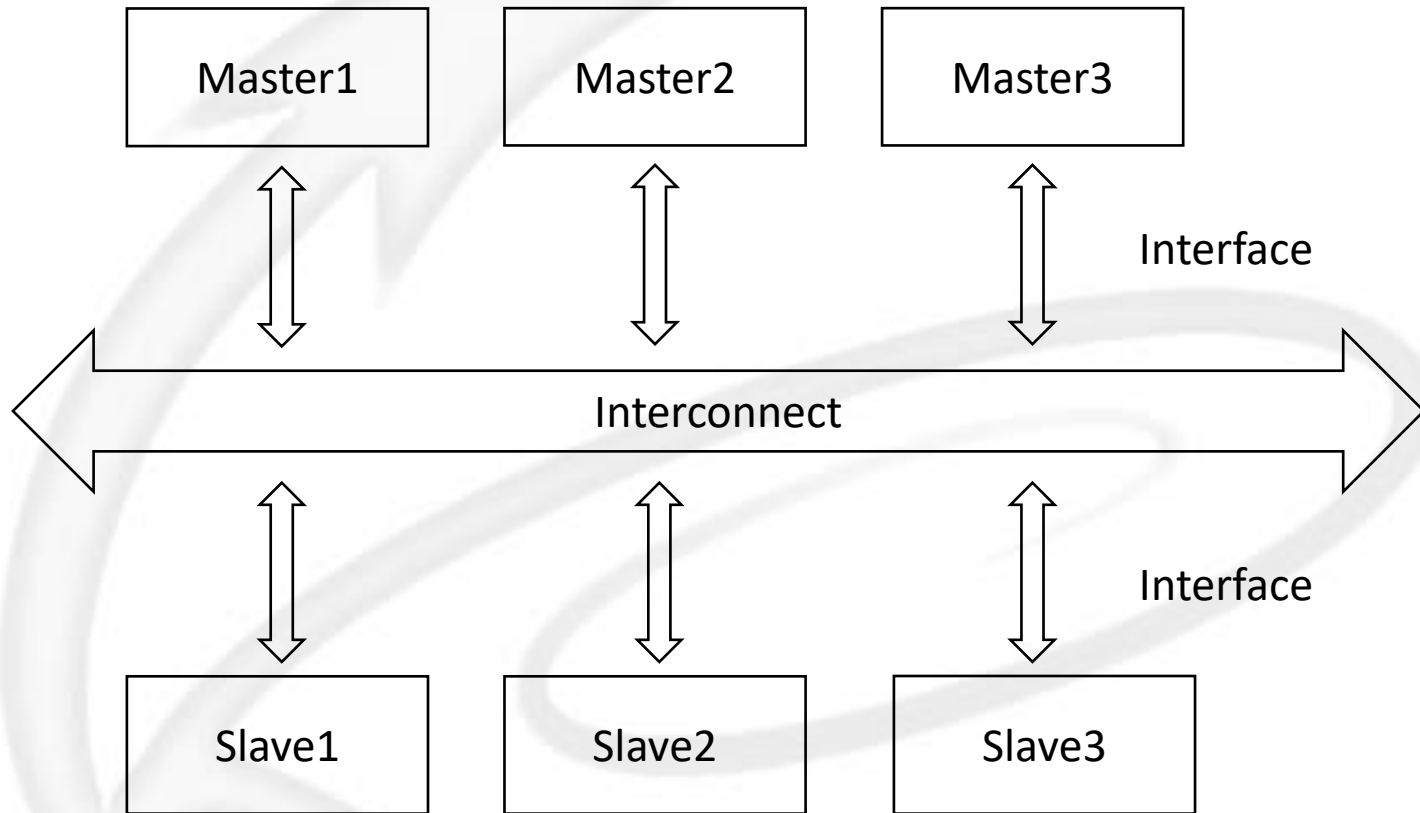 Master1
Master2
Master3
Interface
Interconnect
Interface
Slave1
Slave2
Slave3